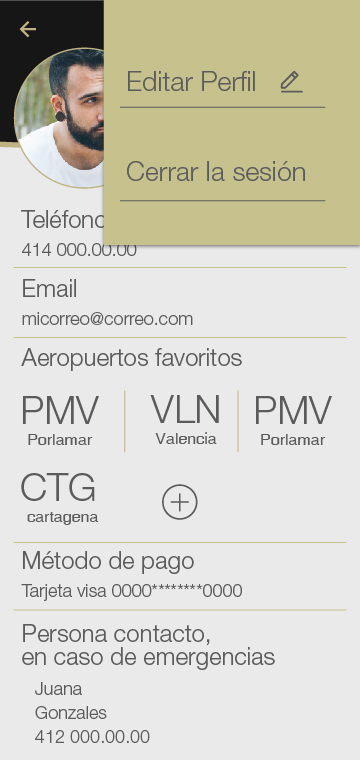 Editar Perfil
Cerrar la sesión
Teléfono
414 000.00.00
Email
micorreo@correo.com
Aeropuertos favoritos
PMV VLN PMV
Porlamar Valencia Porlamar
CTG
cartagena
Método de pago
Tarjeta visa 0000********0000
Persona contacto,
en caso de emergencias
Juana
Gonzales
412 000.00.00